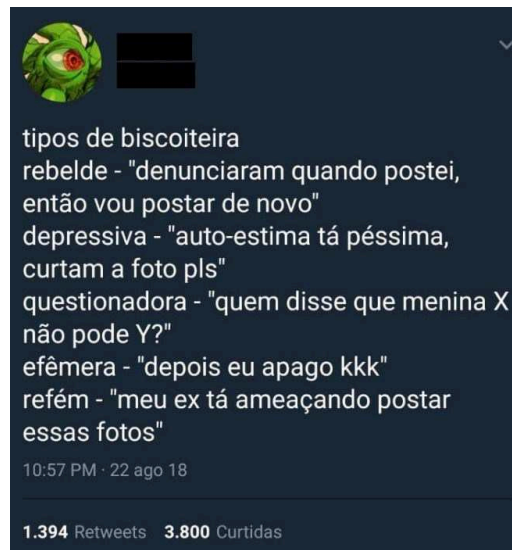 tipos de biscoiteira
rebelde - "denunciaram quando postei,
então vou postar de novo"
depressiva - "auto-estima tá péssima,
curtam a foto pls"
questionadora - "quem disse que menina X
não pode Y?"
efêmera - "depois eu apago kkk"
refém - "meu ex tá ameaçando postar
essas fotos"
10:57 PM · 22 ago 18
1.394 Retweets 3.800 Curtidas